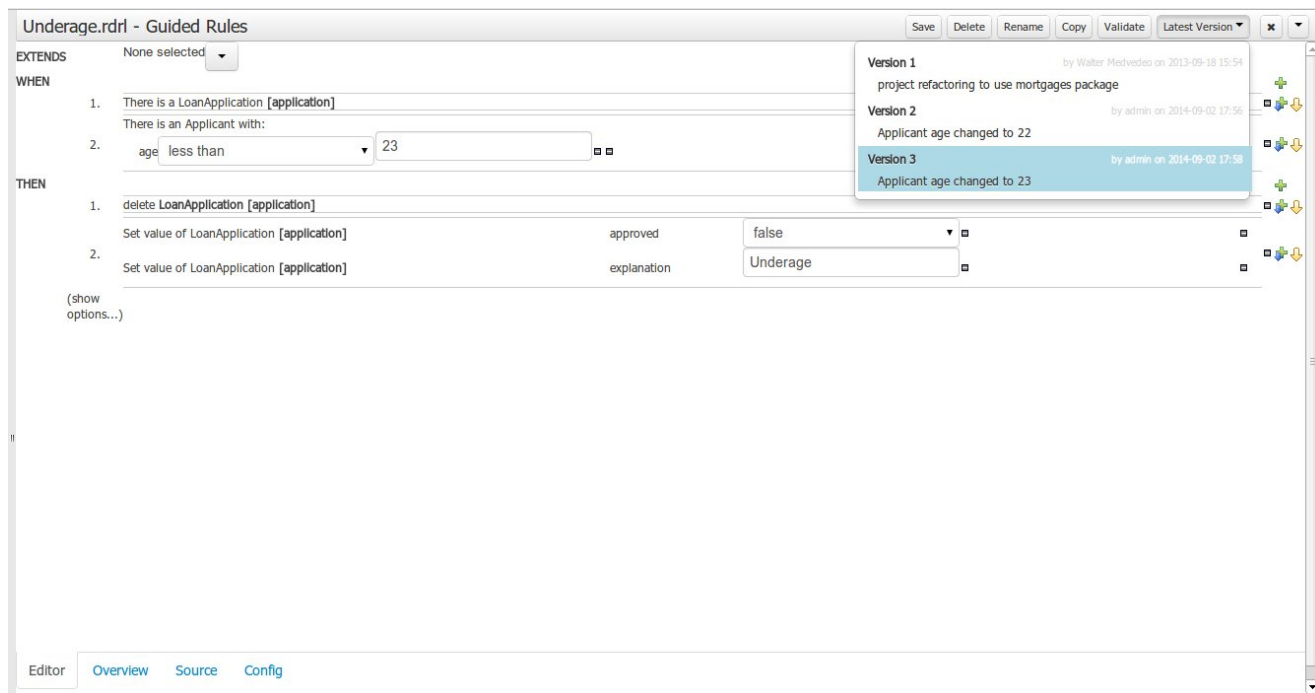 Underage.rdrl - Guided Rules
Save Delete Rename Copy Validate Latest Version
EXTENDS None selected
Version 1 by Walter Medvedeo on 2013-09-18 15:54
project refactoring to use mortgages package
Version 2 by admin on 2014-09-02 17:56
Applicant age changed to 22
Version 3 by admin on 2014-09-02 17:58
Applicant age changed to 23
WHEN
1. There is a LoanApplication [application]
There is an Applicant with:
2.
age less than 23
THEN
1. delete LoanApplication [application]
Set value of LoanApplication [application] approved false
2.
Set value of LoanApplication [application] explanation Underage
(show
options...)
Editor Overview Source Config